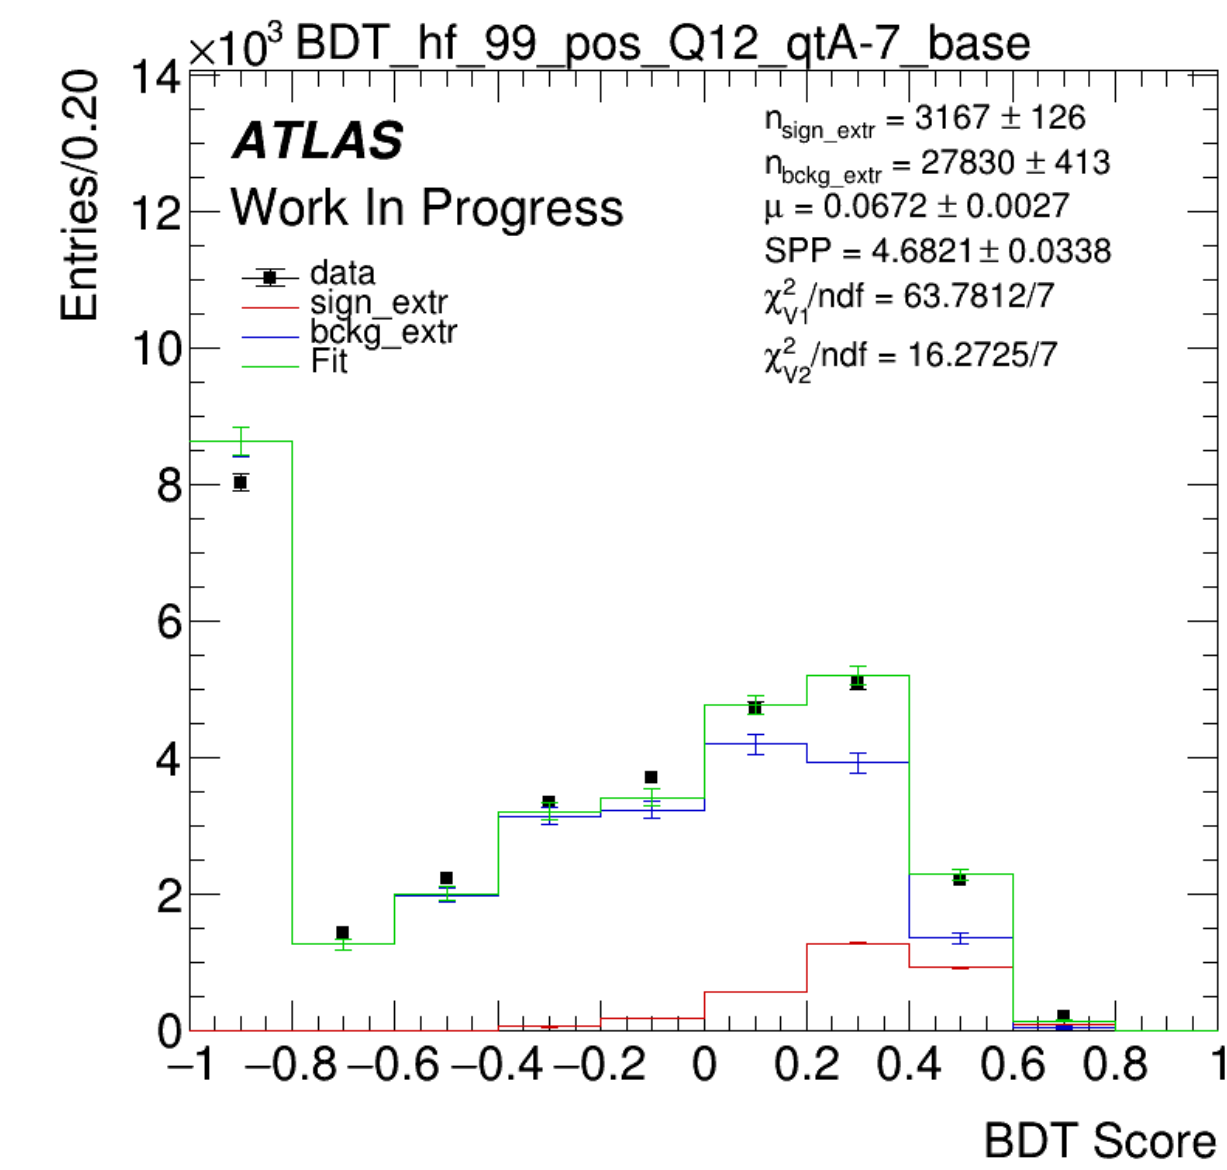 ×10³ BDT_hf_99_pos_Q12_qtA-7_base
Entries/0.20
14
12
10
8
6
4
2
0
ATLAS
Work In Progress
data
sign_extr
bckg_extr
Fit
n_sign_extr = 3167 ± 126
n_bckg_extr = 27830 ± 413
μ = 0.0672 ± 0.0027
SPP = 4.6821 ± 0.0338
χ²_V1/ndf = 63.7812/7
χ²_V2/ndf = 16.2725/7
−1 −0.8 −0.6 −0.4 −0.2 0 0.2 0.4 0.6 0.8 1
BDT Score